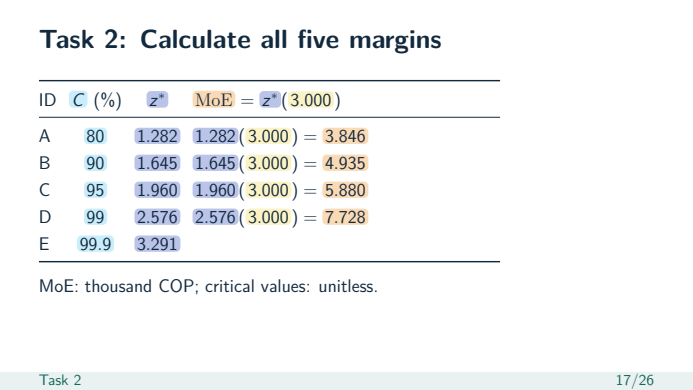 Task 2: Calculate all five margins
ID C (%) z* MoE = z*(3.000)
A 80 1.282 1.282(3.000) = 3.846
B 90 1.645 1.645(3.000) = 4.935
C 95 1.960 1.960(3.000) = 5.880
D 99 2.576 2.576(3.000) = 7.728
E 99.9 3.291
MoE: thousand COP; critical values: unitless.
Task 2 17/26